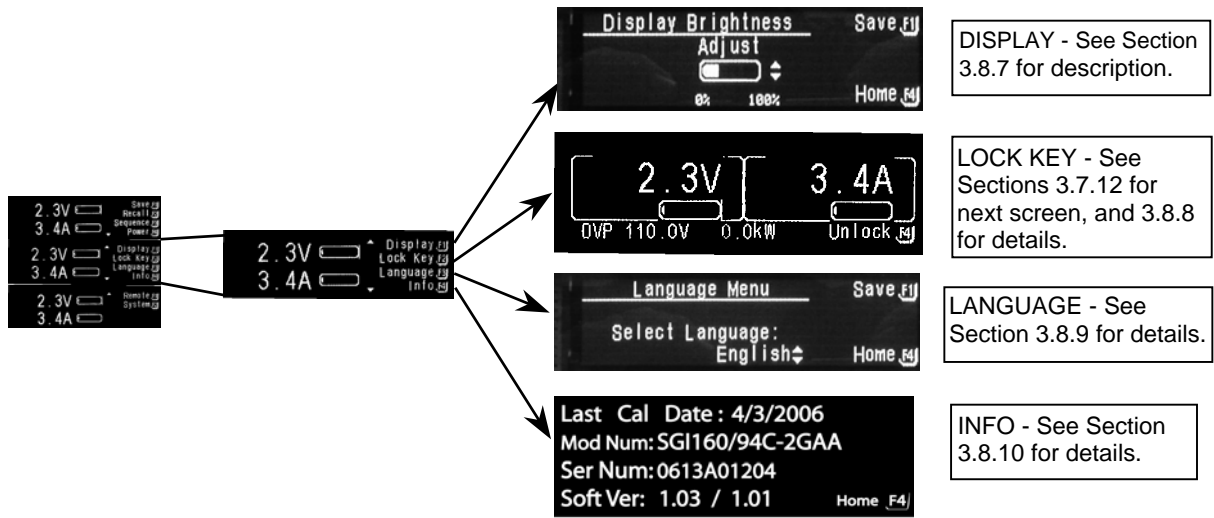 2.3V Save F1
Recall F2
3.4A Sequence F3
Power F4
2.3V Display F1
Lock Key F2
3.4A Language F3
Info F4
2.3V Remote F1
System F2
3.4A
2.3V Display F1
Lock Key F2
3.4A Language F3
Info F4
Display Brightness Save F1
Adjust
0% 100% Home F4
DISPLAY - See Section
3.8.7 for description.
2.3V 3.4A
OVP 110.0V 0.0kW Unlock F4
LOCK KEY - See
Sections 3.7.12 for
next screen, and 3.8.8
for details.
Language Menu Save F1
Select Language:
English Home F4
LANGUAGE - See
Section 3.8.9 for details.
Last Cal Date : 4/3/2006
Mod Num: SGI160/94C-2GAA
Ser Num: 0613A01204
Soft Ver: 1.03 / 1.01 Home F4
INFO - See Section
3.8.10 for details.